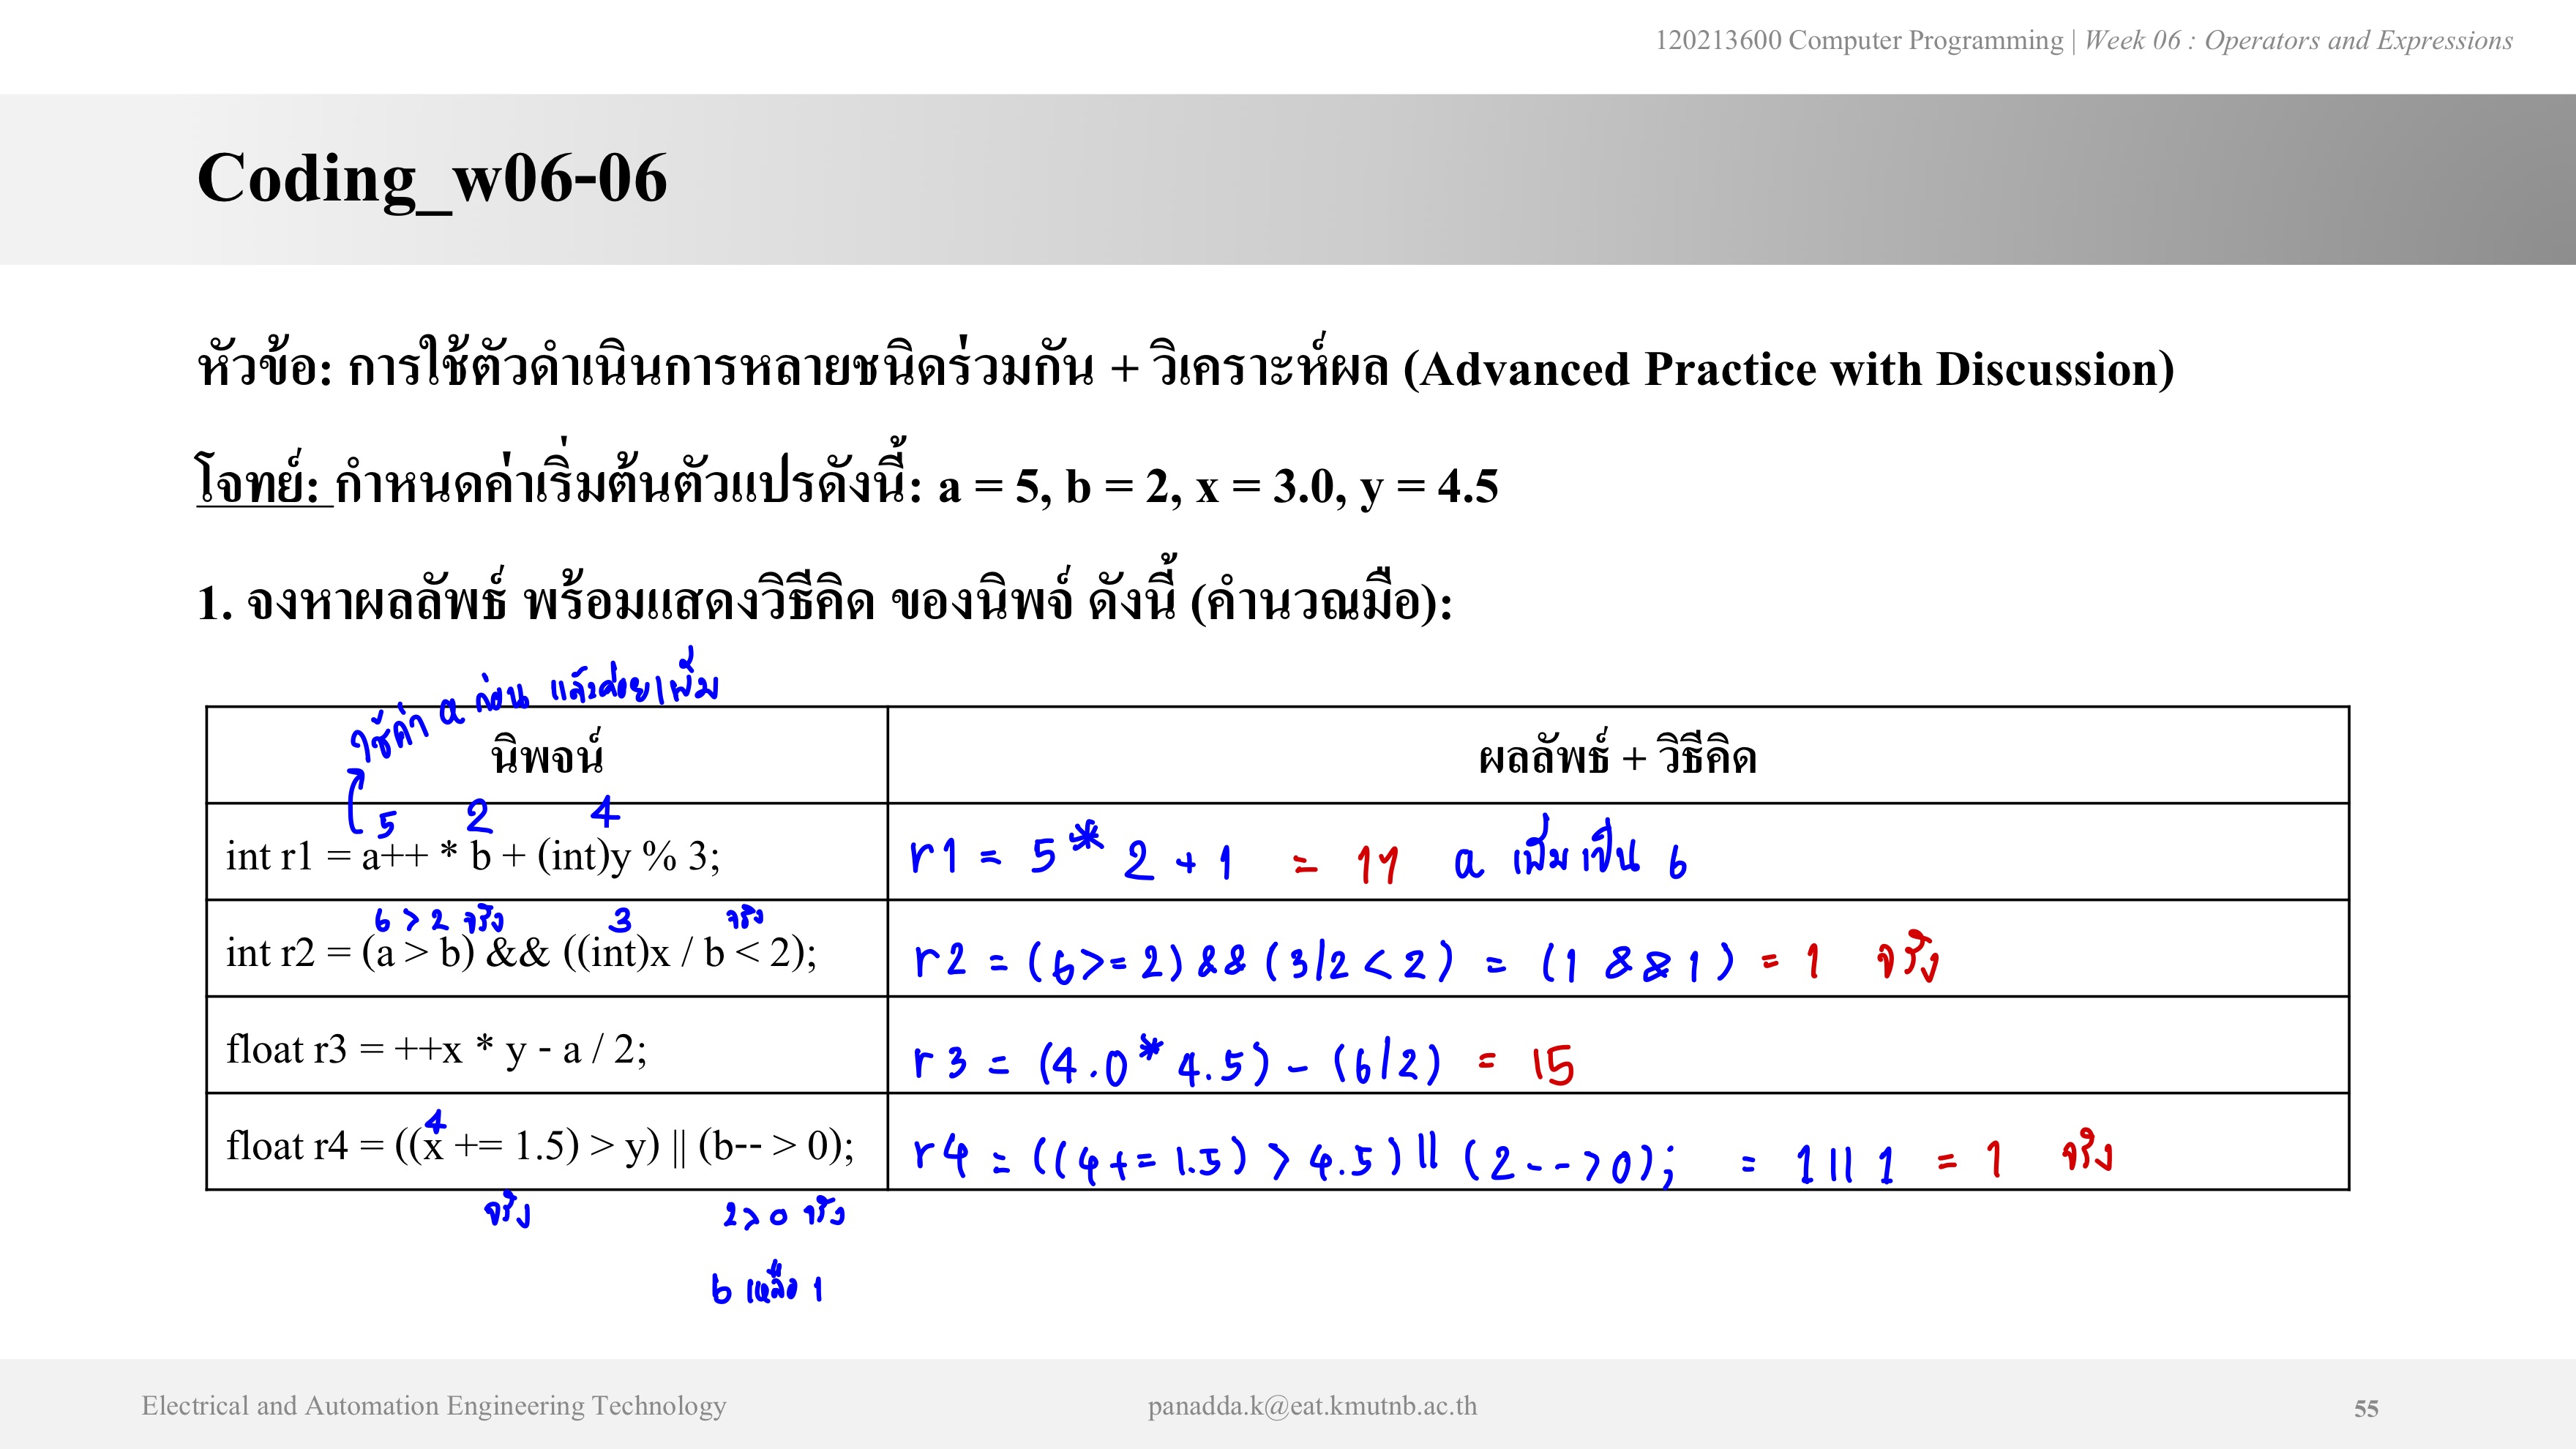 120213600 Computer Programming | Week 06 : Operators and Expressions
Coding_w06-06
หัวข้อ: การใช้ตัวดำเนินการหลายชนิดร่วมกัน + วิเคราะห์ผล (Advanced Practice with Discussion)
โจทย์: กำหนดค่าเริ่มต้นตัวแปรดังนี้: a = 5, b = 2, x = 3.0, y = 4.5
1. จงหาผลลัพธ์ พร้อมแสดงวิธีคิด ของนิพจ์ ดังนี้ (คำนวณมือ):
ใช้ค่า a ก่อน แล้วค่อยเพิ่ม
นิพจน์ ผลลัพธ์ + วิธีคิด
5 2 4
int r1 = a++ * b + (int)y % 3; r1 = 5 * 2 + 1 = 11 a เพิ่มเป็น 6
6 > 2 จริง 3 จริง
int r2 = (a > b) && ((int)x / b < 2); r2 = (6>=2) && (3/2 < 2) = (1 && 1) = 1 จริง
float r3 = ++x * y - a / 2; r3 = (4.0 * 4.5) - (6/2) = 15
4
float r4 = ((x += 1.5) > y) || (b-- > 0); r4 = ((4+= 1.5) > 4.5) || (2-->0); = 1 || 1 = 1 จริง
จริง 2>0 จริง
b เหลือ 1
Electrical and Automation Engineering Technology panadda.k@eat.kmutnb.ac.th 55